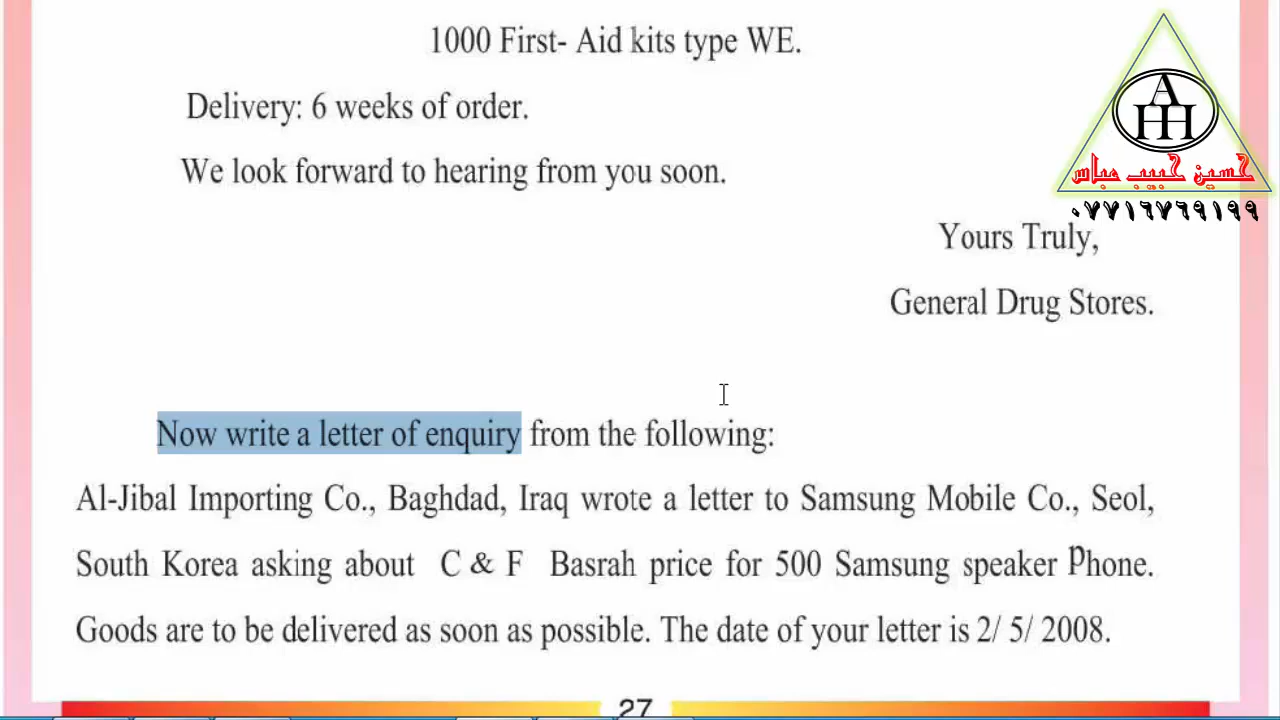 1000 First- Aid kits type WE.
Delivery: 6 weeks of order.
We look forward to hearing from you soon.
Yours Truly,
General Drug Stores.
AHH
حسين حبيب عباس
٠٧٧١٦٧٦٩١٩٩
Now write a letter of enquiry from the following:
Al-Jibal Importing Co., Baghdad, Iraq wrote a letter to Samsung Mobile Co., Seol,
South Korea asking about C & F Basrah price for 500 Samsung speaker Phone.
Goods are to be delivered as soon as possible. The date of your letter is 2/ 5/ 2008.
27